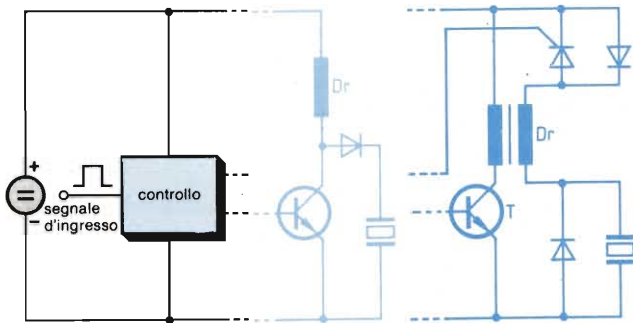 +
=
−
segnale
d'ingresso
controllo
Dr
Dr
T